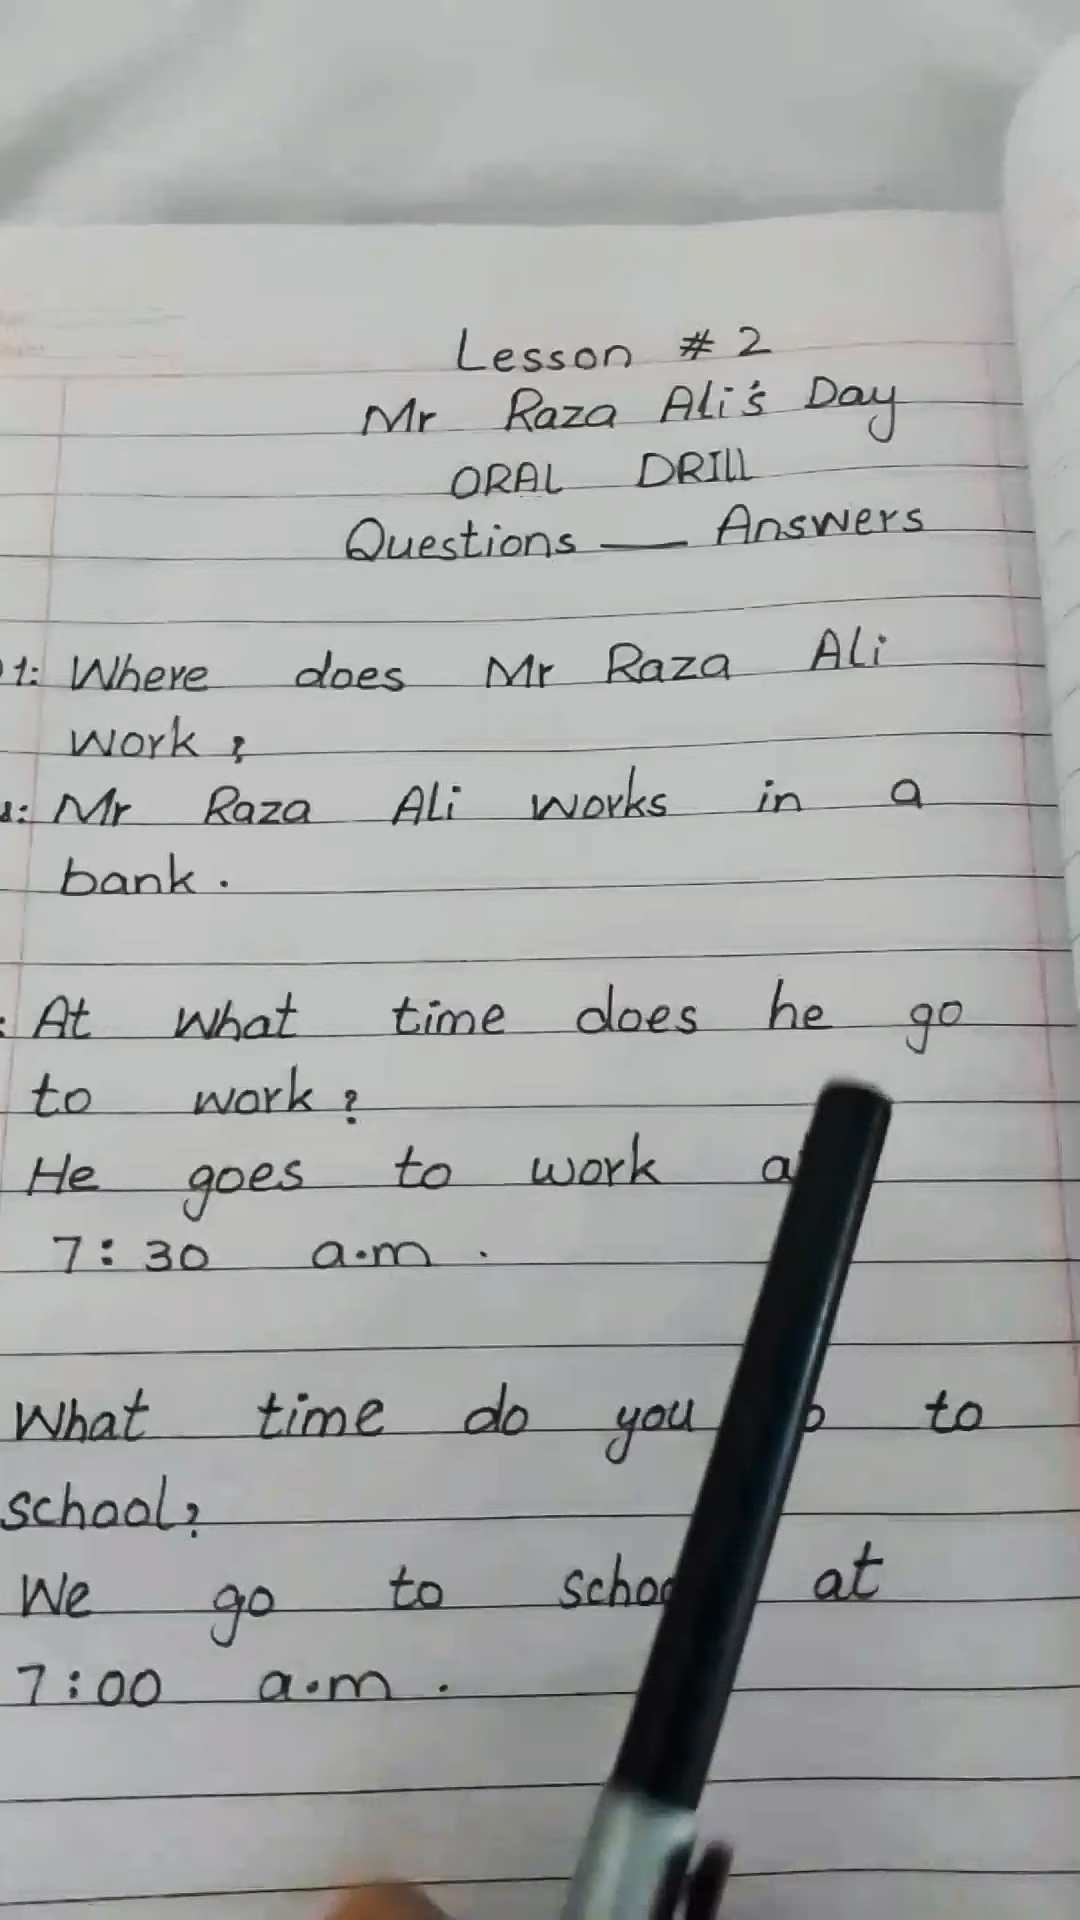 Lesson # 2
Mr Raza Ali's Day
ORAL DRILL
Questions — Answers
1: Where does Mr Raza Ali
work?
: Mr Raza Ali works in a
bank.
: At what time does he go
to work?
He goes to work
7:30 a.m.
What time do you to
school?
We go to at
7:00 a.m.